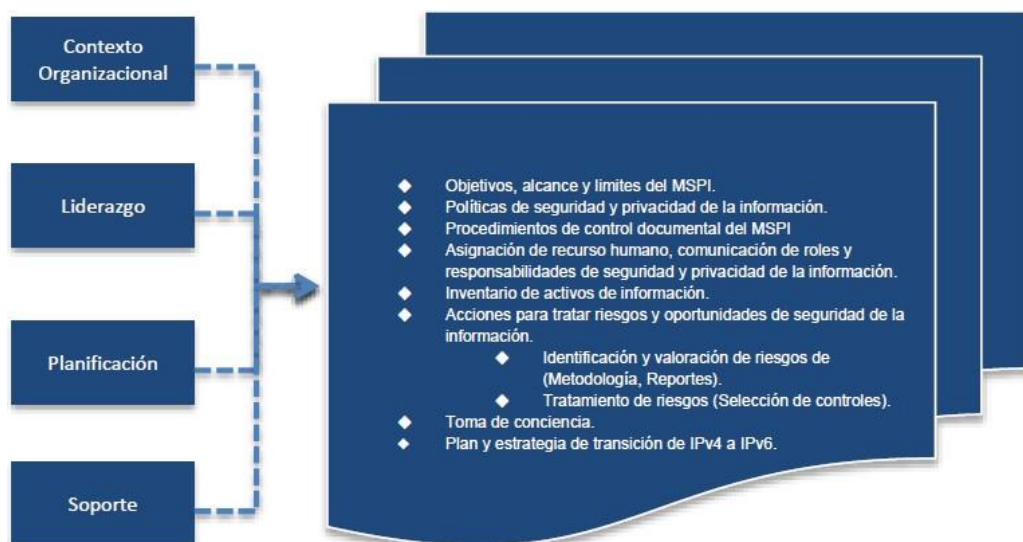 Contexto
Organizacional
Liderazgo
Planificación
Soporte
Objetivos, alcance y limites del MSPI.
Políticas de seguridad y privacidad de la información.
Procedimientos de control documental del MSPI
Asignación de recurso humano, comunicación de roles y
responsabilidades de seguridad y privacidad de la información.
Inventario de activos de información.
Acciones para tratar riesgos y oportunidades de seguridad de la
información.
Identificación y valoración de riesgos de
(Metodología, Reportes).
Tratamiento de riesgos (Selección de controles).
Toma de conciencia.
Plan y estrategia de transición de IPv4 a IPv6.